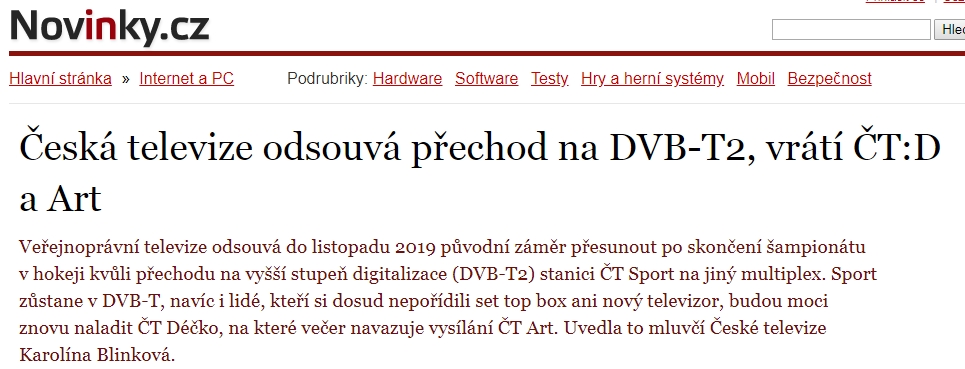 Novinky.cz
Hlavní stránka » Internet a PC Podrubriky: Hardware Software Testy Hry a herní systémy Mobil Bezpečnost
Česká televize odsouvá přechod na DVB-T2, vrátí ČT:D
a Art
Veřejnoprávní televize odsouvá do listopadu 2019 původní záměr přesunout po skončení šampionátu
v hokeji kvůli přechodu na vyšší stupeň digitalizace (DVB-T2) stanici ČT Sport na jiný multiplex. Sport
zůstane v DVB-T, navíc i lidé, kteří si dosud nepořídili set top box ani nový televizor, budou moci
znovu naladit ČT Déčko, na které večer navazuje vysílání ČT Art. Uvedla to mluvčí České televize
Karolína Blinková.